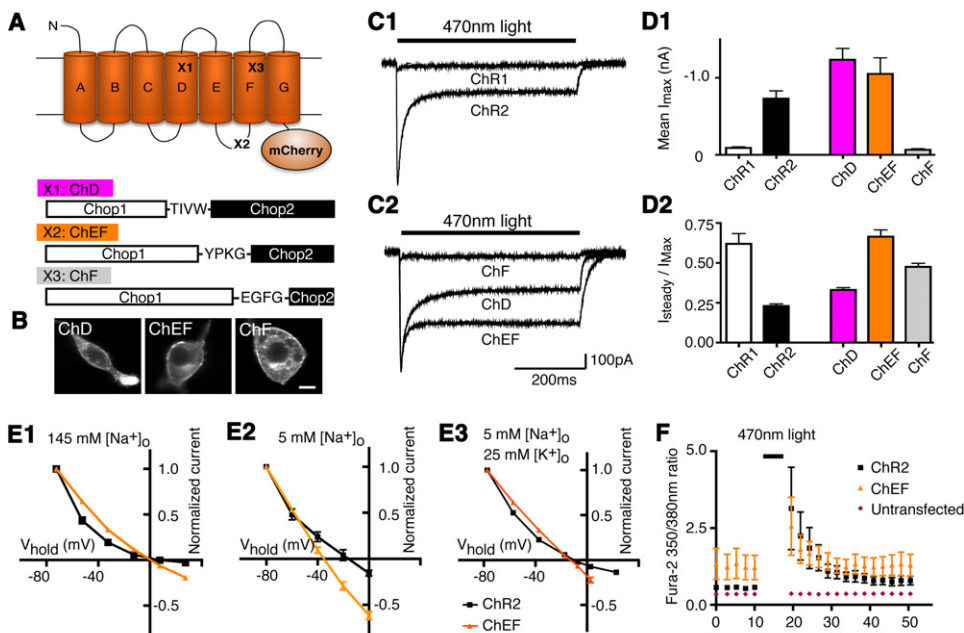 A
N
X1
X3
A
B
C
D
E
F
G
X2
mCherry
X1: ChD
Chop1
TIVW
Chop2
X2: ChEF
Chop1
YPKG
Chop2
X3: ChF
Chop1
EGFG
Chop2
B
ChD
ChEF
ChF
C1
470nm light
ChR1
ChR2
C2
470nm light
ChF
ChD
ChEF
100pA
200ms
D1
Mean Imax (nA)
-1.0
0
ChR1
ChR2
ChD
ChEF
ChF
D2
Isteady / IMax
0.75
0.50
0.25
0.00
ChR1
ChR2
ChD
ChEF
ChF
E1
145 mM [Na+]o
1.0
0.5
-0.5
Vhold (mV)
-80
-40
Normalized current
E2
5 mM [Na+]o
1.0
0.5
-0.5
Vhold (mV)
-80
-40
Normalized current
E3
5 mM [Na+]o
25 mM [K+]o
1.0
0.5
-0.5
Vhold (mV)
-80
-40
Normalized current
ChR2
ChEF
F
470nm light
Fura-2 350/380nm ratio
5.0
2.5
0.0
0
10
20
30
40
50
ChR2
ChEF
Untransfected